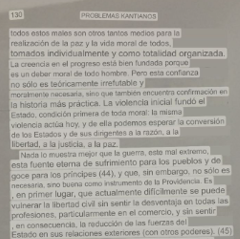 130 PROBLEMAS KANTIANOS
todos estos males son otros tantos medios para la
realización de la paz y la vida moral de todos,
tomados individualmente y como totalidad organizada.
La creencia en el progreso está bien fundada porque
es un deber moral de todo hombre. Pero esta confianza
no sólo es teóricamente irrefutable y
moralmente necesaria, sino que también encuentra confirmación en
la historia más práctica. La violencia inicial fundó el
Estado, condición primera de toda moral: la misma
violencia actúa hoy, y de ella podemos esperar la conversión
de los Estados y de sus dirigentes a la razón, a la
libertad, a la justicia, a la paz.
Nada lo muestra mejor que la guerra, este mal extremo,
esta fuente eterna de sufrimiento para los pueblos y de
goce para los príncipes (44), y que, sin embargo, no sólo es
necesaria, sino buena como instrumento de la Providencia. Es
, en primer lugar, que actualmente difícilmente se puede
vulnerar la libertad civil sin sentir la desventaja en todas las
profesiones, particularmente en el comercio, y sin sentir
, en consecuencia, la reducción de las fuerzas del
Estado en sus relaciones exteriores (con otros poderes). (45)